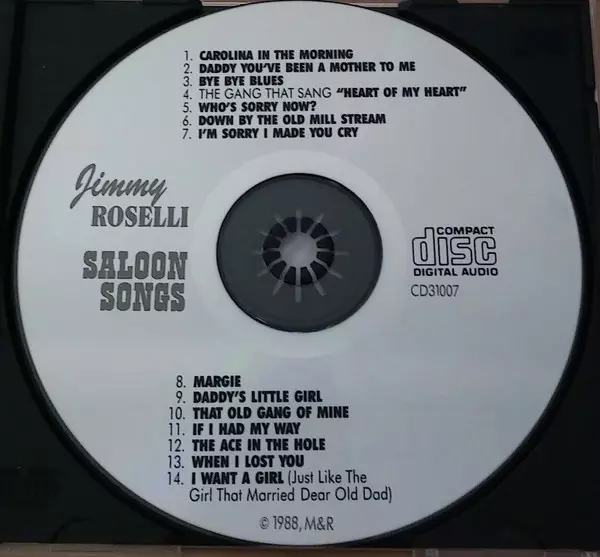 1. CAROLINA IN THE MORNING
2. DADDY YOU'VE BEEN A MOTHER TO ME
3. BYE BYE BLUES
4. THE GANG THAT SANG "HEART OF MY HEART"
5. WHO'S SORRY NOW?
6. DOWN BY THE OLD MILL STREAM
7. I'M SORRY I MADE YOU CRY
Jimmy
ROSELLI
SALOON
SONGS
COMPACT
disc
DIGITAL AUDIO
CD31007
8. MARGIE
9. DADDY'S LITTLE GIRL
10. THAT OLD GANG OF MINE
11. IF I HAD MY WAY
12. THE ACE IN THE HOLE
13. WHEN I LOST YOU
14. I WANT A GIRL (Just Like The
Girl That Married Dear Old Dad)
© 1988, M&R